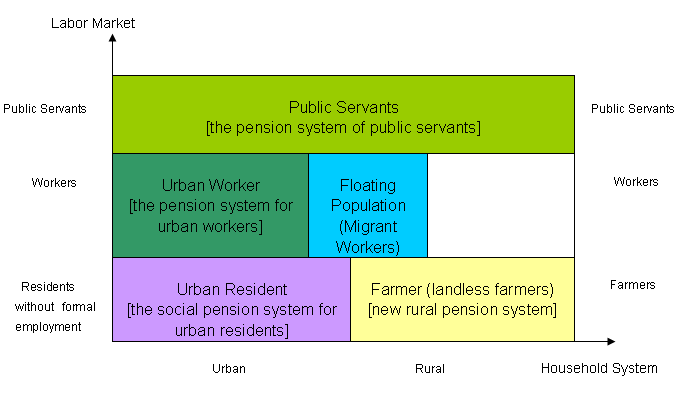 Labor Market
Public Servants
Public Servants
[the pension system of public servants]
Public Servants
Workers
Urban Worker
[the pension system for
urban workers]
Floating
Population
(Migrant
Workers)
Workers
Residents
without formal
employment
Urban Resident
[the social pension system for
urban residents]
Farmer (landless farmers)
[new rural pension system]
Farmers
Urban
Rural
Household System